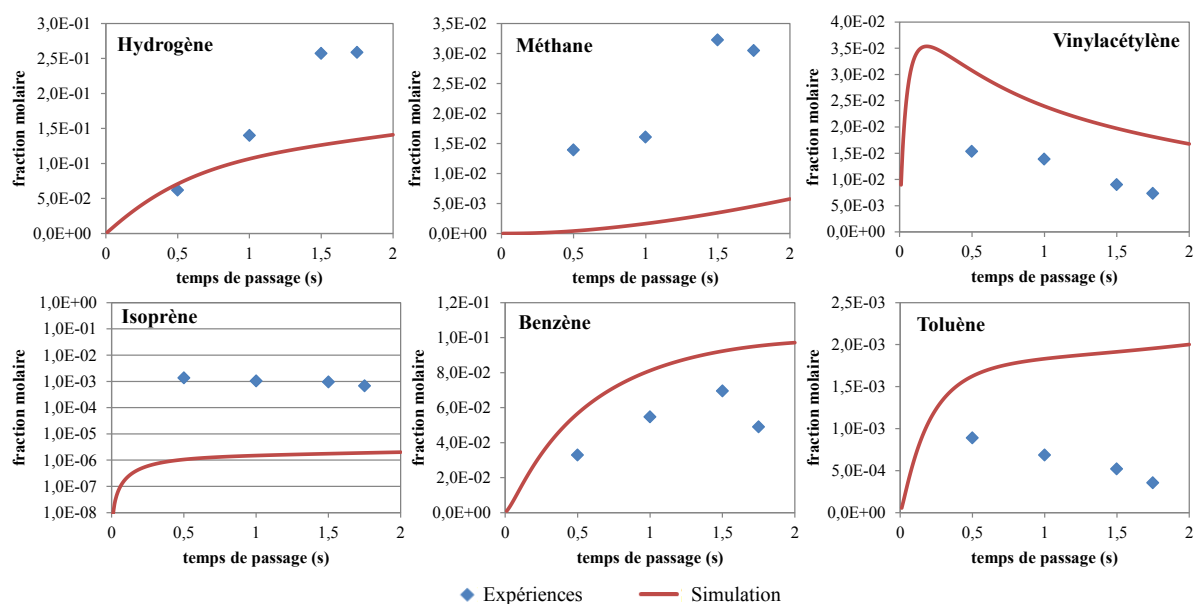 Hydrogène
fraction molaire
3,0E-01
2,5E-01
2,0E-01
1,5E-01
1,0E-01
5,0E-02
0,0E+00
0 0,5 1 1,5 2
temps de passage (s)
Méthane
fraction molaire
3,5E-02
3,0E-02
2,5E-02
2,0E-02
1,5E-02
1,0E-02
5,0E-03
0,0E+00
0 0,5 1 1,5 2
temps de passage (s)
Vinylacétylène
fraction molaire
4,0E-02
3,5E-02
3,0E-02
2,5E-02
2,0E-02
1,5E-02
1,0E-02
5,0E-03
0,0E+00
0 0,5 1 1,5 2
temps de passage (s)
Isoprène
fraction molaire
1,0E+00
1,0E-01
1,0E-02
1,0E-03
1,0E-04
1,0E-05
1,0E-06
1,0E-07
1,0E-08
0 0,5 1 1,5 2
temps de passage (s)
Benzène
fraction molaire
1,2E-01
1,0E-01
8,0E-02
6,0E-02
4,0E-02
2,0E-02
0,0E+00
0 0,5 1 1,5 2
temps de passage (s)
Toluène
fraction molaire
2,5E-03
2,0E-03
1,5E-03
1,0E-03
5,0E-04
0,0E+00
0 0,5 1 1,5 2
temps de passage (s)
Expériences Simulation